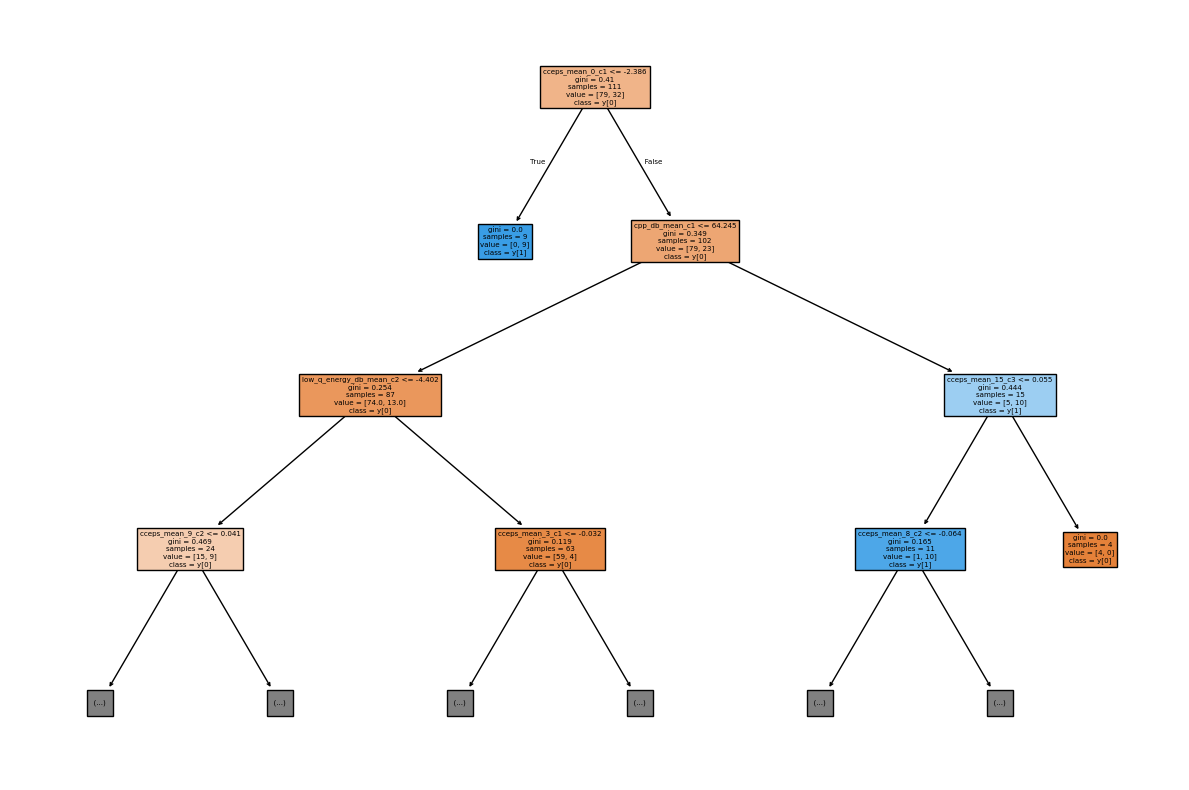 cceps_mean_0_c1 <= -2.386
gini = 0.41
samples = 111
value = [79, 32]
class = y[0]
True
False
gini = 0.0
samples = 9
value = [0, 9]
class = y[1]
cpp_db_mean_c1 <= 64.245
gini = 0.349
samples = 102
value = [79, 23]
class = y[0]
low_q_energy_db_mean_c2 <= -4.402
gini = 0.254
samples = 87
value = [74.0, 13.0]
class = y[0]
cceps_mean_15_c3 <= 0.055
gini = 0.444
samples = 15
value = [5, 10]
class = y[1]
cceps_mean_9_c2 <= 0.041
gini = 0.469
samples = 24
value = [15, 9]
class = y[0]
cceps_mean_3_c1 <= -0.032
gini = 0.119
samples = 63
value = [59, 4]
class = y[0]
cceps_mean_8_c2 <= -0.064
gini = 0.165
samples = 11
value = [1, 10]
class = y[1]
gini = 0.0
samples = 4
value = [4, 0]
class = y[0]
(...)
(...)
(...)
(...)
(...)
(...)